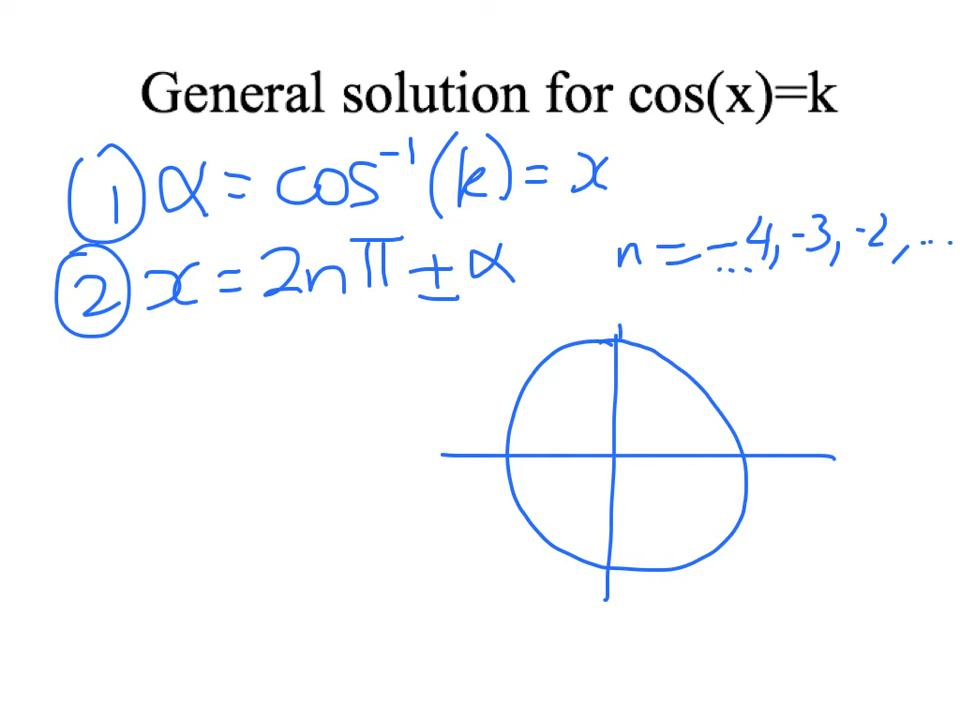 General solution for cos(x)=k
① α = cos⁻¹(k) = x
② x = 2nπ ± α
n = ... -4, -3, -2, ...